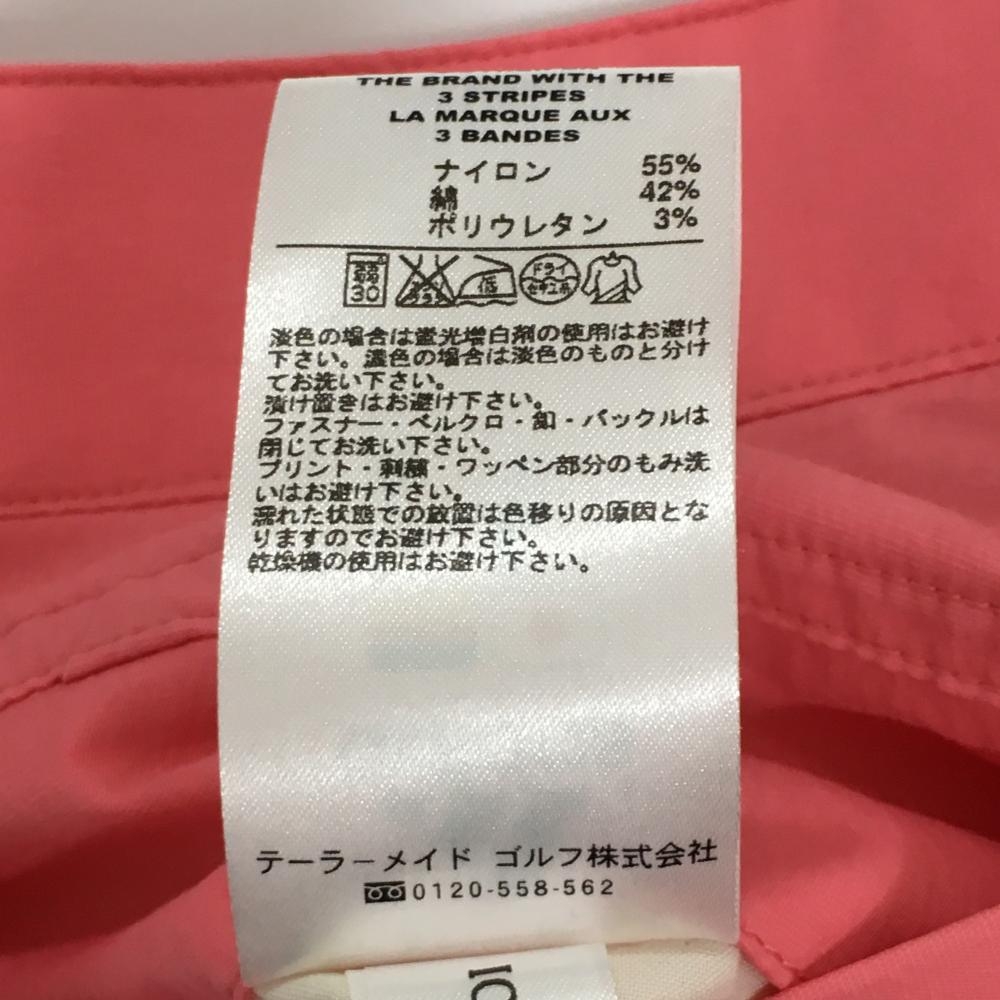 THE BRAND WITH THE
3 STRIPES
LA MARQUE AUX
3 BANDES
ナイロン 55%
綿 42%
ポリウレタン 3%
30 低 ドライ
淡色の場合は蛍光増白剤の使用はお避け
下さい。濃色の場合は淡色のものと分け
てお洗い下さい。
漬け置きはお避け下さい。
ファスナー・ベルクロ・釦・バックルは
閉じてお洗い下さい。
プリント・刺繍・ワッペン部分のもみ洗
いはお避け下さい。
濡れた状態での放置は色移りの原因とな
りますのでお避け下さい。
乾燥機の使用はお避け下さい。
テーラーメイド ゴルフ株式会社
0120-558-562